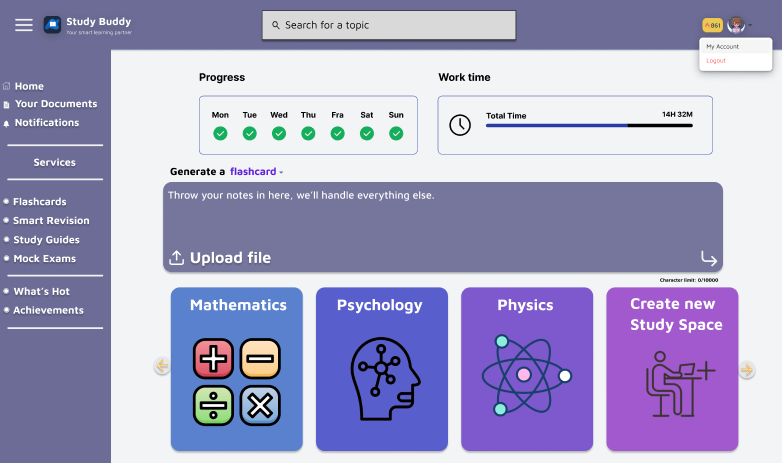 Study Buddy
Your smart learning partner
Search for a topic
861
My Account
Logout
Home
Your Documents
Notifications
Services
Flashcards
Smart Revision
Study Guides
Mock Exams
What's Hot
Achievements
Progress
Mon Tue Wed Thu Fra Sat Sun
Work time
Total Time 14H 32M
Generate a flashcard
Throw your notes in here, we'll handle everything else.
Upload file
Character limit: 0/10000
Mathematics
Psychology
Physics
Create new
Study Space